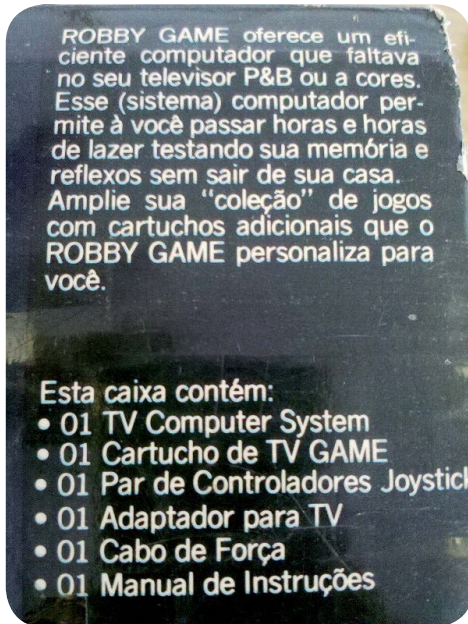 ROBBY GAME oferece um efi-
ciente computador que faltava
no seu televisor P&B ou a cores.
Esse (sistema) computador per-
mite à você passar horas e horas
de lazer testando sua memória e
reflexos sem sair de sua casa.
Amplie sua “coleção” de jogos
com cartuchos adicionais que o
ROBBY GAME personaliza para
você.
Esta caixa contém:
• 01 TV Computer System
• 01 Cartucho de TV GAME
• 01 Par de Controladores Joystick
• 01 Adaptador para TV
• 01 Cabo de Força
• 01 Manual de Instruções